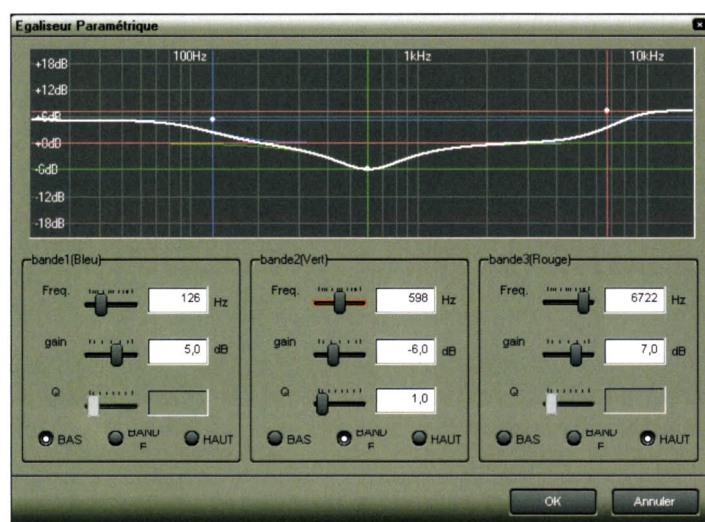 Egaliseur Paramétrique
100Hz 1kHz 10kHz
+18dB
+12dB
+6dB
+0dB
-6dB
-12dB
-18dB
bande1(Bleu)
Freq. 126 Hz
gain 5,0 dB
Q
BAS BAND HAUT
bande2(Vert)
Freq. 598 Hz
gain -6,0 dB
Q 1,0
BAS BAND HAUT
bande3(Rouge)
Freq. 6722 Hz
gain 7,0 dB
Q
BAS BAND HAUT
OK Annuler